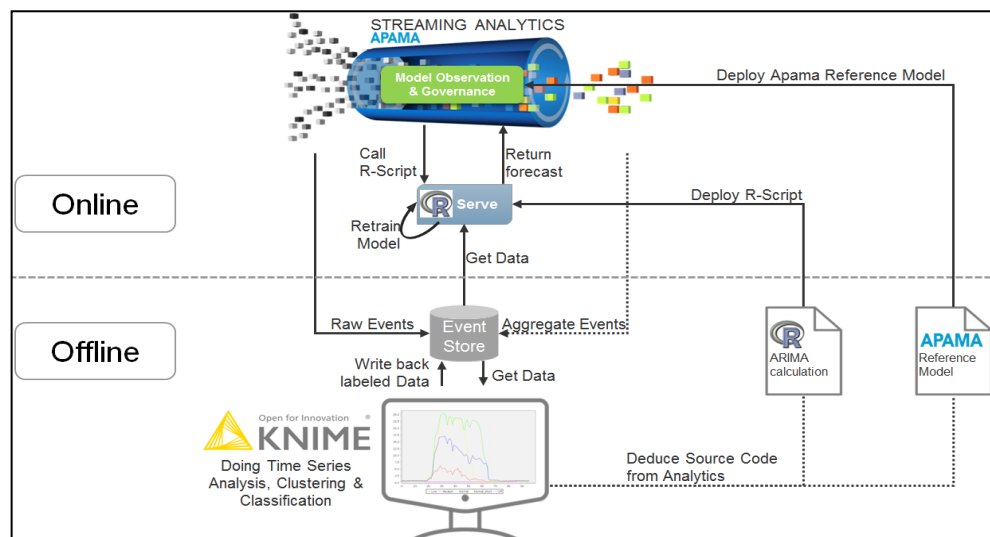 STREAMING ANALYTICS
APAMA
Model Observation
& Governance
Deploy Apama Reference Model
Call
R-Script
Return
forecast
Online
R Serve
Deploy R-Script
Retrain
Model
Get Data
Offline
Raw Events
Event
Store
Aggregate Events
R
ARIMA
calculation
APAMA
Reference
Model
Write back
labeled Data
Get Data
Open for Innovation
KNIME
Doing Time Series
Analysis, Clustering &
Classification
Deduce Source Code
from Analytics